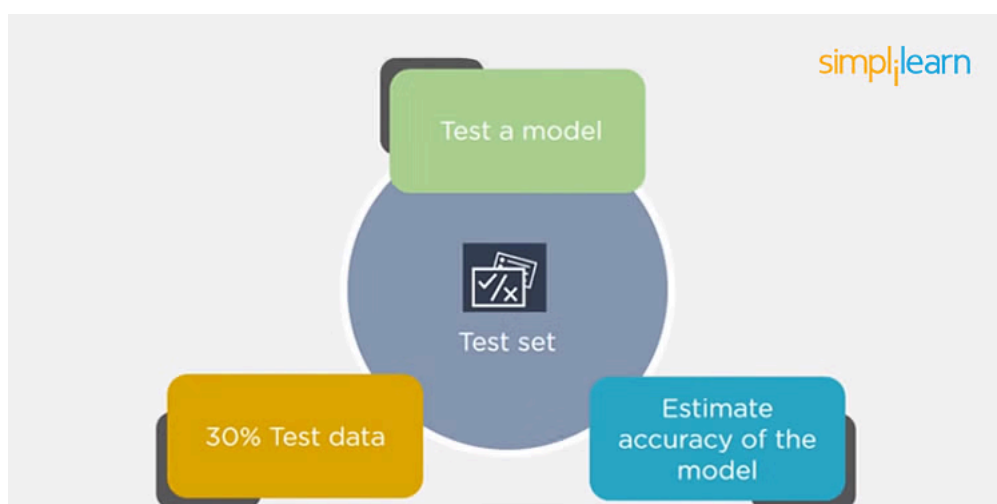 simplilearn
Test a model
Test set
30% Test data
Estimate
accuracy of the
model